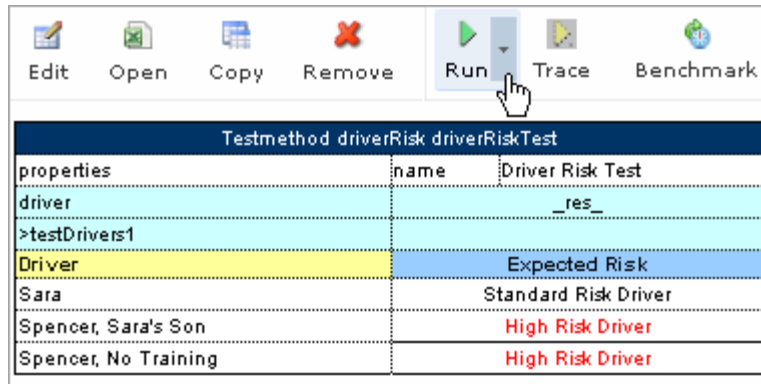 Edit Open Copy Remove Run Trace Benchmark
Testmethod driverRisk driverRiskTest
properties name Driver Risk Test
driver _res_
>testDrivers1
Driver Expected Risk
Sara Standard Risk Driver
Spencer, Sara's Son High Risk Driver
Spencer, No Training High Risk Driver